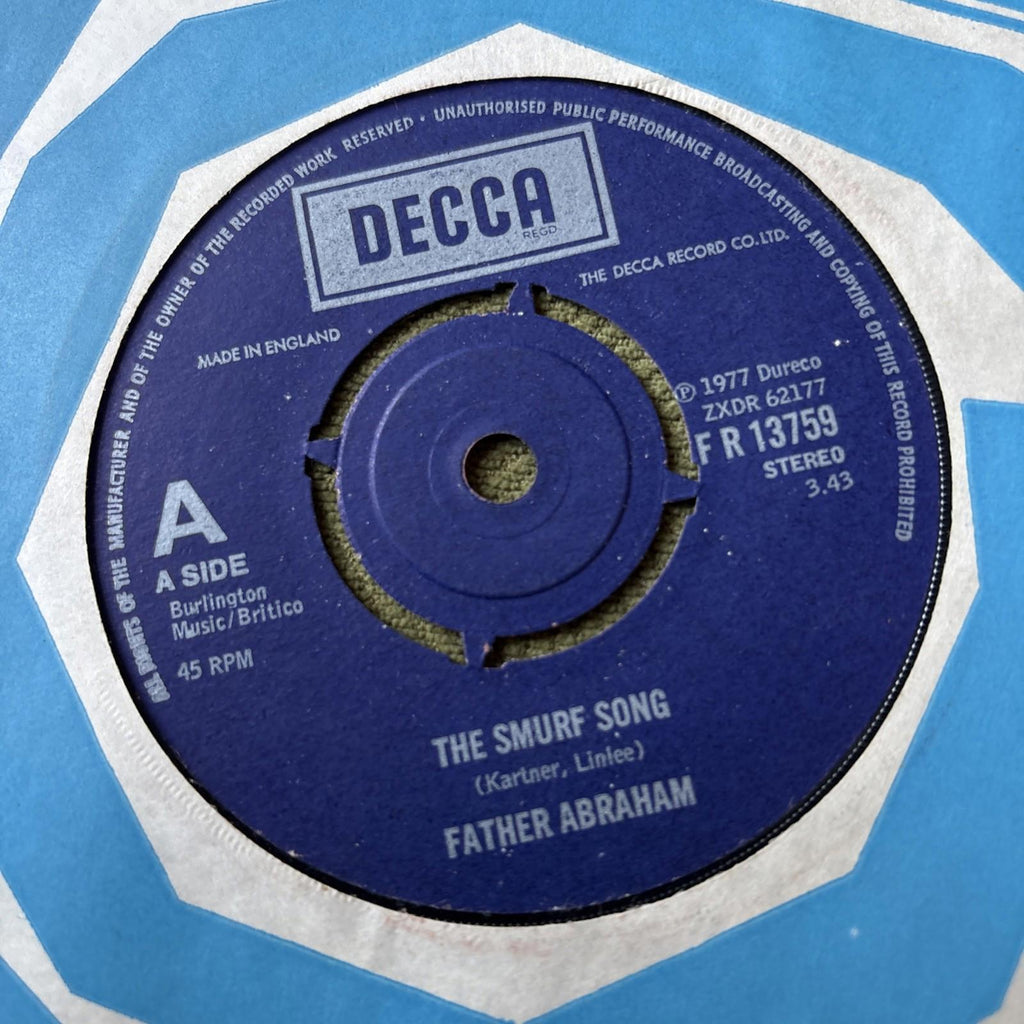 ALL RIGHTS OF THE MANUFACTURER AND OF THE OWNER OF THE RECORDED WORK RESERVED · UNAUTHORISED PUBLIC PERFORMANCE BROADCASTING AND COPYING OF THIS RECORD PROHIBITED
DECCA
REGD
THE DECCA RECORD CO. LTD.
MADE IN ENGLAND
℗ 1977 Dureco
ZXDR 62177
F R 13759
STEREO
3.43
A
A SIDE
Burlington
Music/Britico
45 RPM
THE SMURF SONG
(Kartner, Linlee)
FATHER ABRAHAM